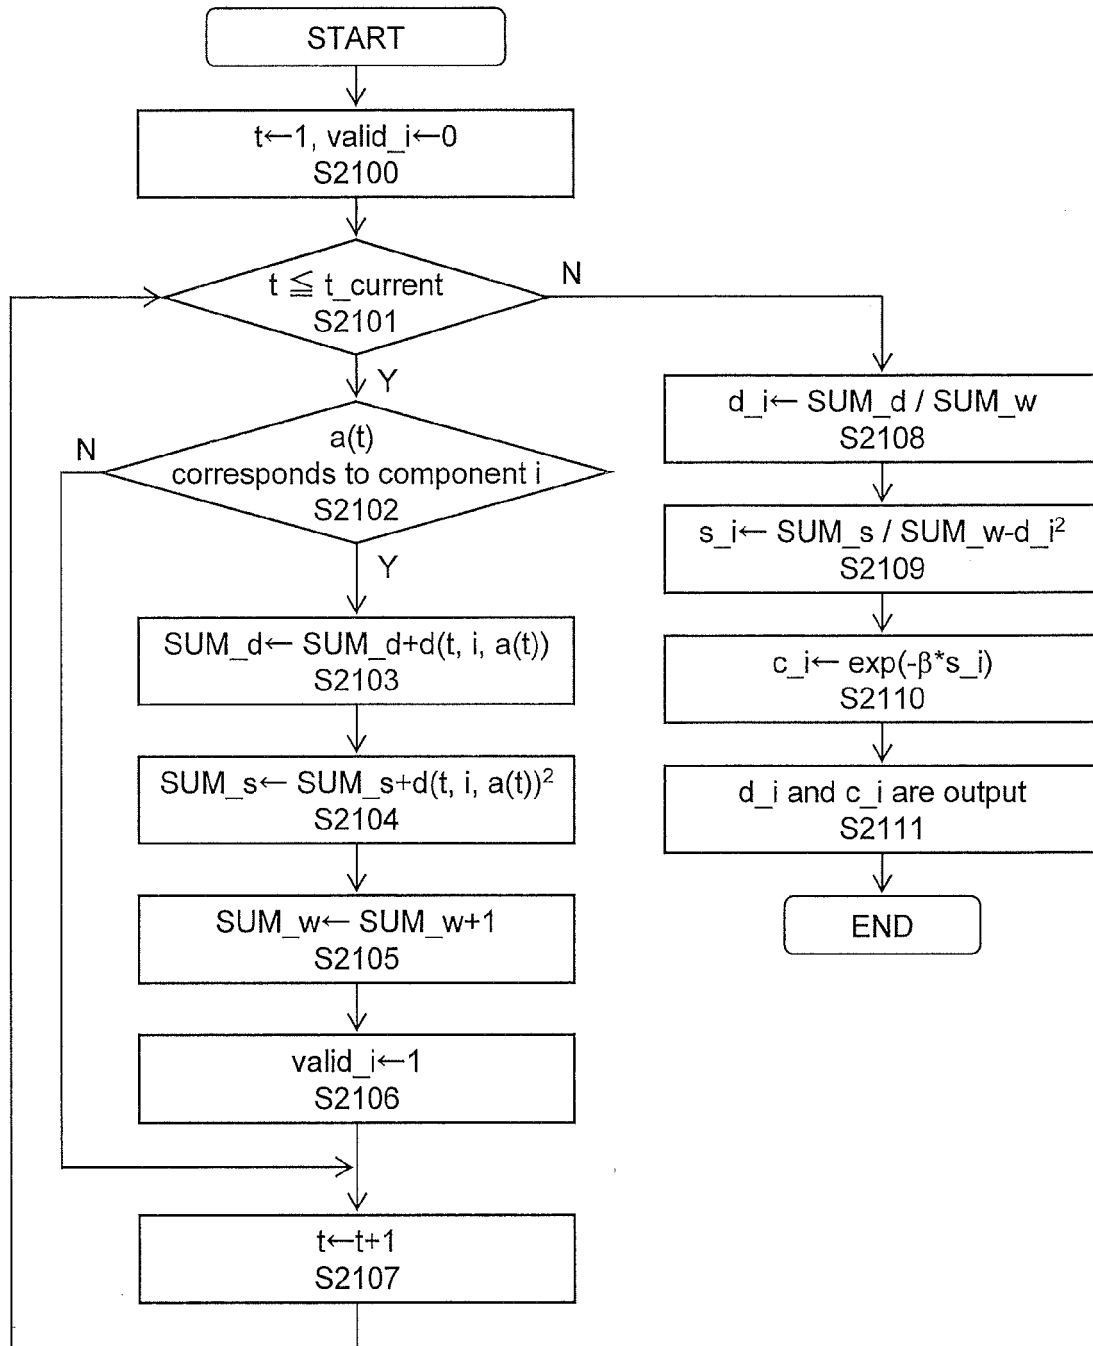 START
t←1, valid_i←0
S2100
t ≦ t_current
S2101
N
Y
a(t)
corresponds to component i
S2102
N
Y
SUM_d← SUM_d+d(t, i, a(t))
S2103
SUM_s← SUM_s+d(t, i, a(t))²
S2104
SUM_w← SUM_w+1
S2105
valid_i←1
S2106
t←t+1
S2107
d_i← SUM_d / SUM_w
S2108
s_i← SUM_s / SUM_w-d_i²
S2109
c_i← exp(-β*s_i)
S2110
d_i and c_i are output
S2111
END